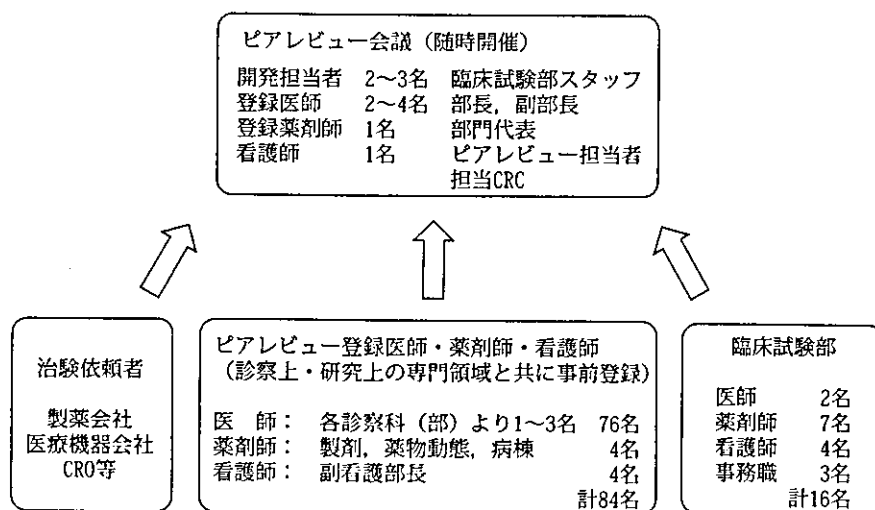 ピアレビュー会議（随時開催）
開発担当者 2～3名 臨床試験部スタッフ
登録医師 2～4名 部長，副部長
登録薬剤師 1名 部門代表
看護師 1名 ピアレビュー担当者
担当CRC
治験依頼者
製薬会社
医療機器会社
CRO等
ピアレビュー登録医師・薬剤師・看護師
（診察上・研究上の専門領域と共に事前登録）
医 師： 各診察科（部）より1～3名 76名
薬剤師： 製剤，薬物動態，病棟 4名
看護師： 副看護部長 4名
計84名
臨床試験部
医師 2名
薬剤師 7名
看護師 4名
事務職 3名
計16名